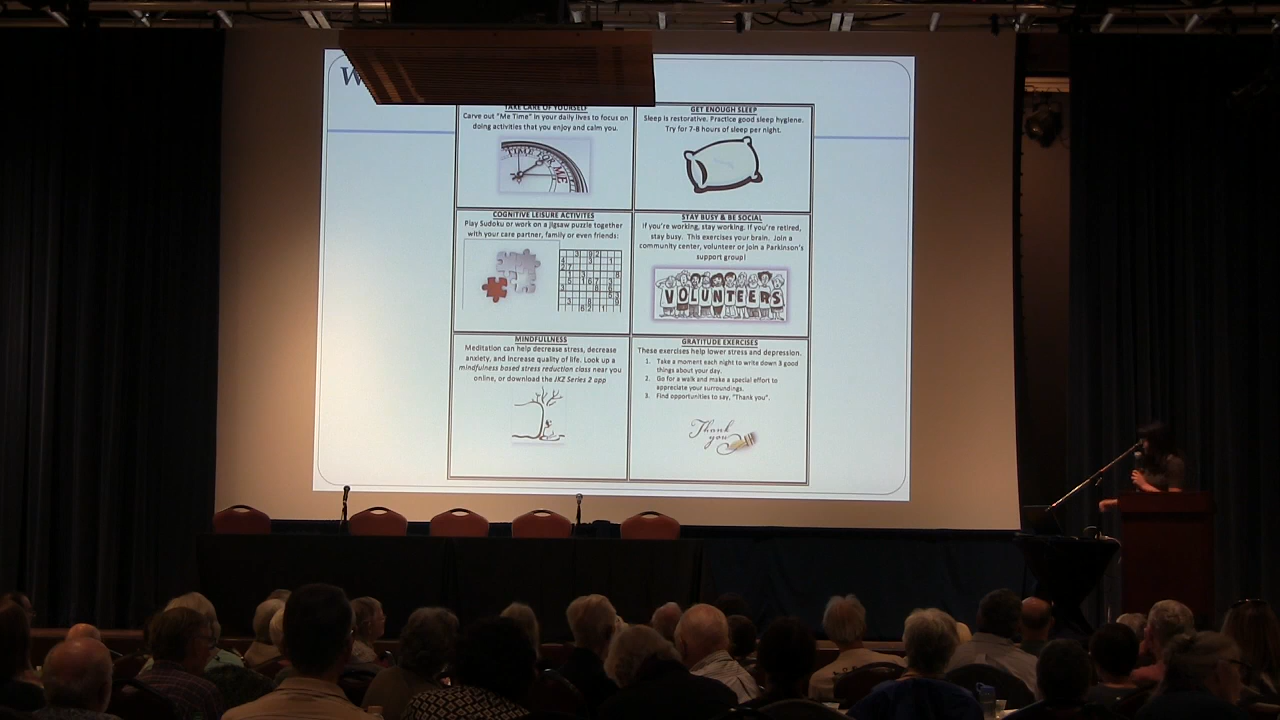 W
TAKE CARE OF YOURSELF
Carve out "Me Time" in your daily lives to focus on
doing activities that you enjoy and calm you.
TIME
ME
GET ENOUGH SLEEP
Sleep is restorative. Practice good sleep hygiene.
Try for 7-8 hours of sleep per night.
COGNITIVE LEISURE ACTIVITES
Play Sudoku or work on a jigsaw puzzle together
with your care partner, family or even friends:
STAY BUSY & BE SOCIAL
If you're working, stay working. If you're retired,
stay busy. This exercises your brain. Join a
community center, volunteer or join a Parkinson's
support group!
VOLUNTEERS
MINDFULLNESS
Meditation can help decrease stress, decrease
anxiety, and increase quality of life. Look up a
mindfulness based stress reduction class near you
online, or download the JKZ Series 2 app
GRATITUDE EXERCISES
These exercises help lower stress and depression.
1. Take a moment each night to write down 3 good
things about your day.
2. Go for a walk and make a special effort to
appreciate your surroundings.
3. Find opportunities to say, "Thank you".
Thank
you